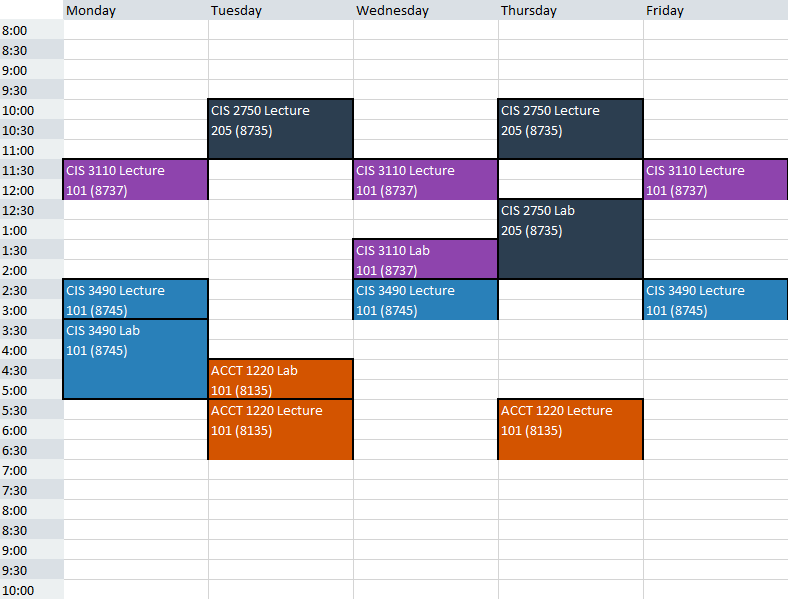 Monday Tuesday Wednesday Thursday Friday
8:00
8:30
9:00
9:30
10:00 CIS 2750 Lecture CIS 2750 Lecture
10:30 205 (8735) 205 (8735)
11:00
11:30 CIS 3110 Lecture CIS 3110 Lecture CIS 3110 Lecture
12:00 101 (8737) 101 (8737) 101 (8737)
12:30 CIS 2750 Lab
1:00 205 (8735)
1:30 CIS 3110 Lab
2:00 101 (8737)
2:30 CIS 3490 Lecture CIS 3490 Lecture CIS 3490 Lecture
3:00 101 (8745) 101 (8745) 101 (8745)
3:30 CIS 3490 Lab
4:00 101 (8745)
4:30 ACCT 1220 Lab
5:00 101 (8135)
5:30 ACCT 1220 Lecture ACCT 1220 Lecture
6:00 101 (8135) 101 (8135)
6:30
7:00
7:30
8:00
8:30
9:00
9:30
10:00